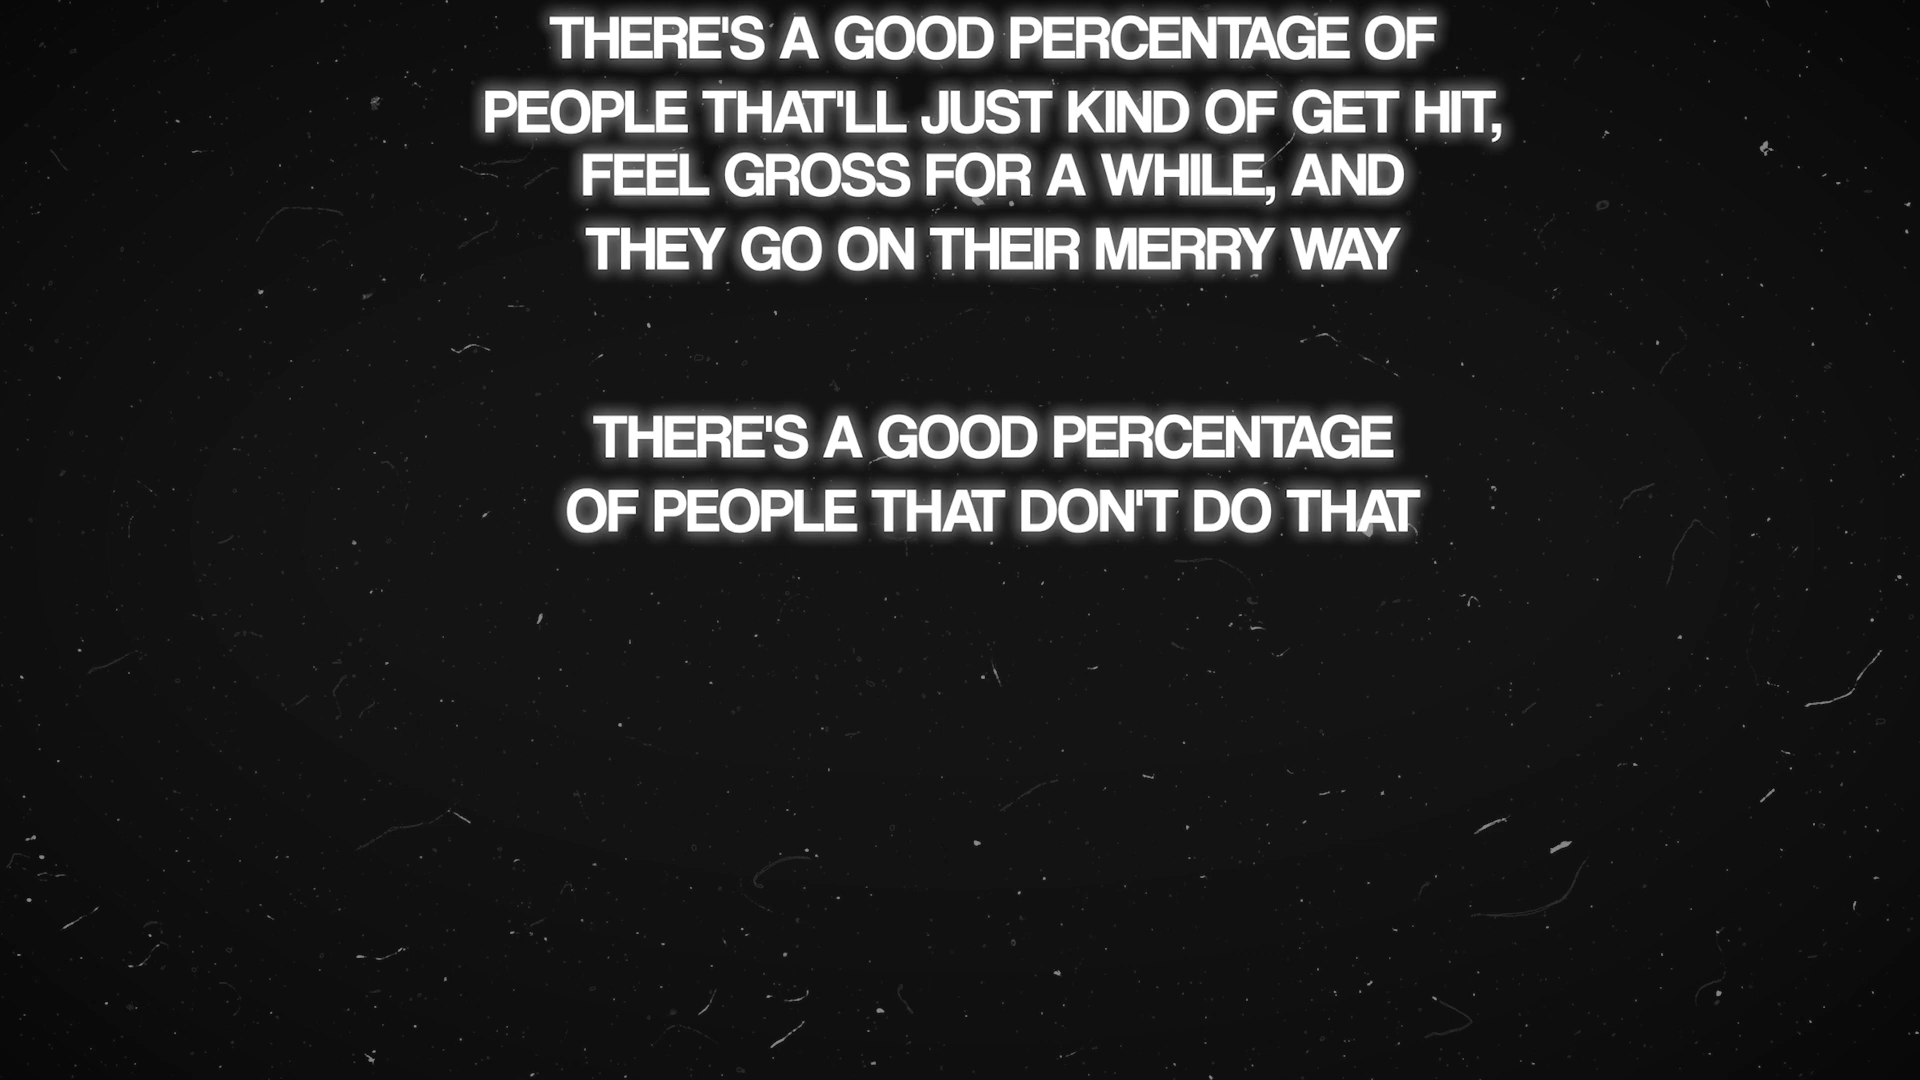 THERE'S A GOOD PERCENTAGE OF
PEOPLE THAT'LL JUST KIND OF GET HIT,
FEEL GROSS FOR A WHILE, AND
THEY GO ON THEIR MERRY WAY
THERE'S A GOOD PERCENTAGE
OF PEOPLE THAT DON'T DO THAT